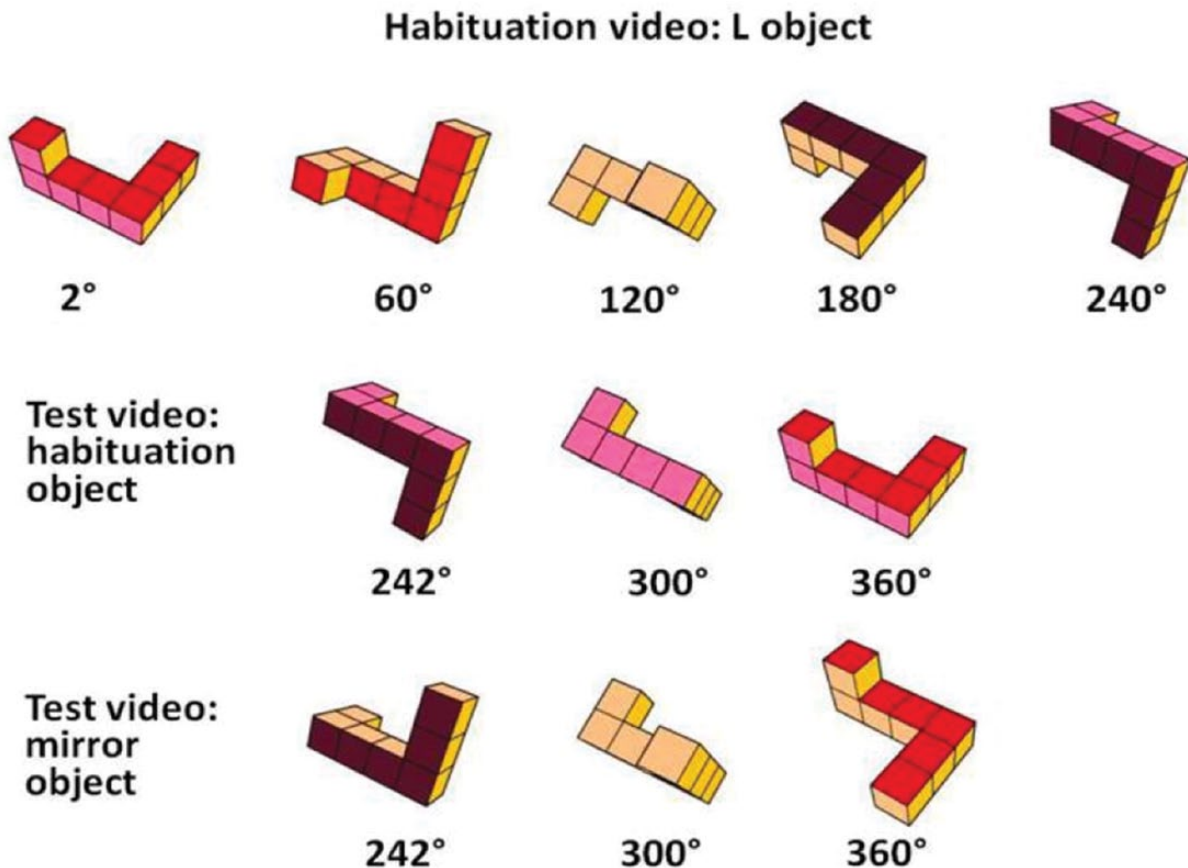 Habituation video: L object
2° 60° 120° 180° 240°
Test video:
habituation
object
242° 300° 360°
Test video:
mirror
object
242° 300° 360°